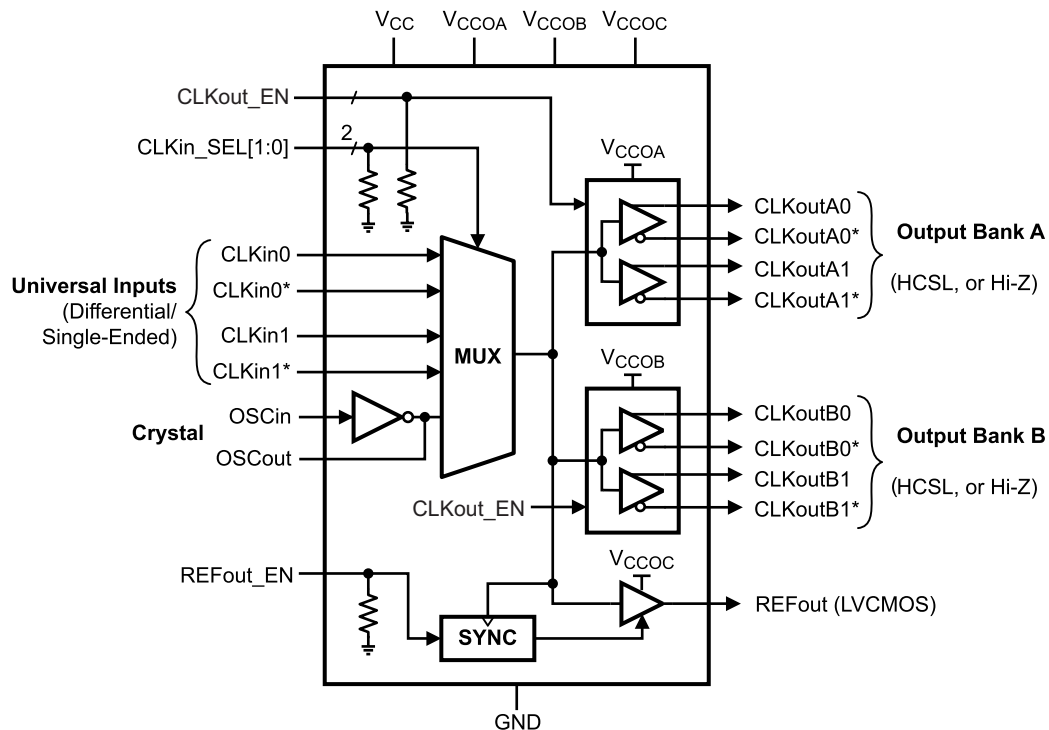 VCC VCCOA VCCOB VCCOC
CLKout_EN
CLKin_SEL[1:0]
2
VCCOA
CLKoutA0
CLKoutA0*
CLKoutA1
CLKoutA1*
Output Bank A
(HCSL, or Hi-Z)
Universal Inputs
(Differential/
Single-Ended)
CLKin0
CLKin0*
CLKin1
CLKin1*
MUX
Crystal
OSCin
OSCout
VCCOB
CLKoutB0
CLKoutB0*
CLKoutB1
CLKoutB1*
Output Bank B
(HCSL, or Hi-Z)
CLKout_EN
REFout_EN
SYNC
VCCOC
REFout (LVCMOS)
GND